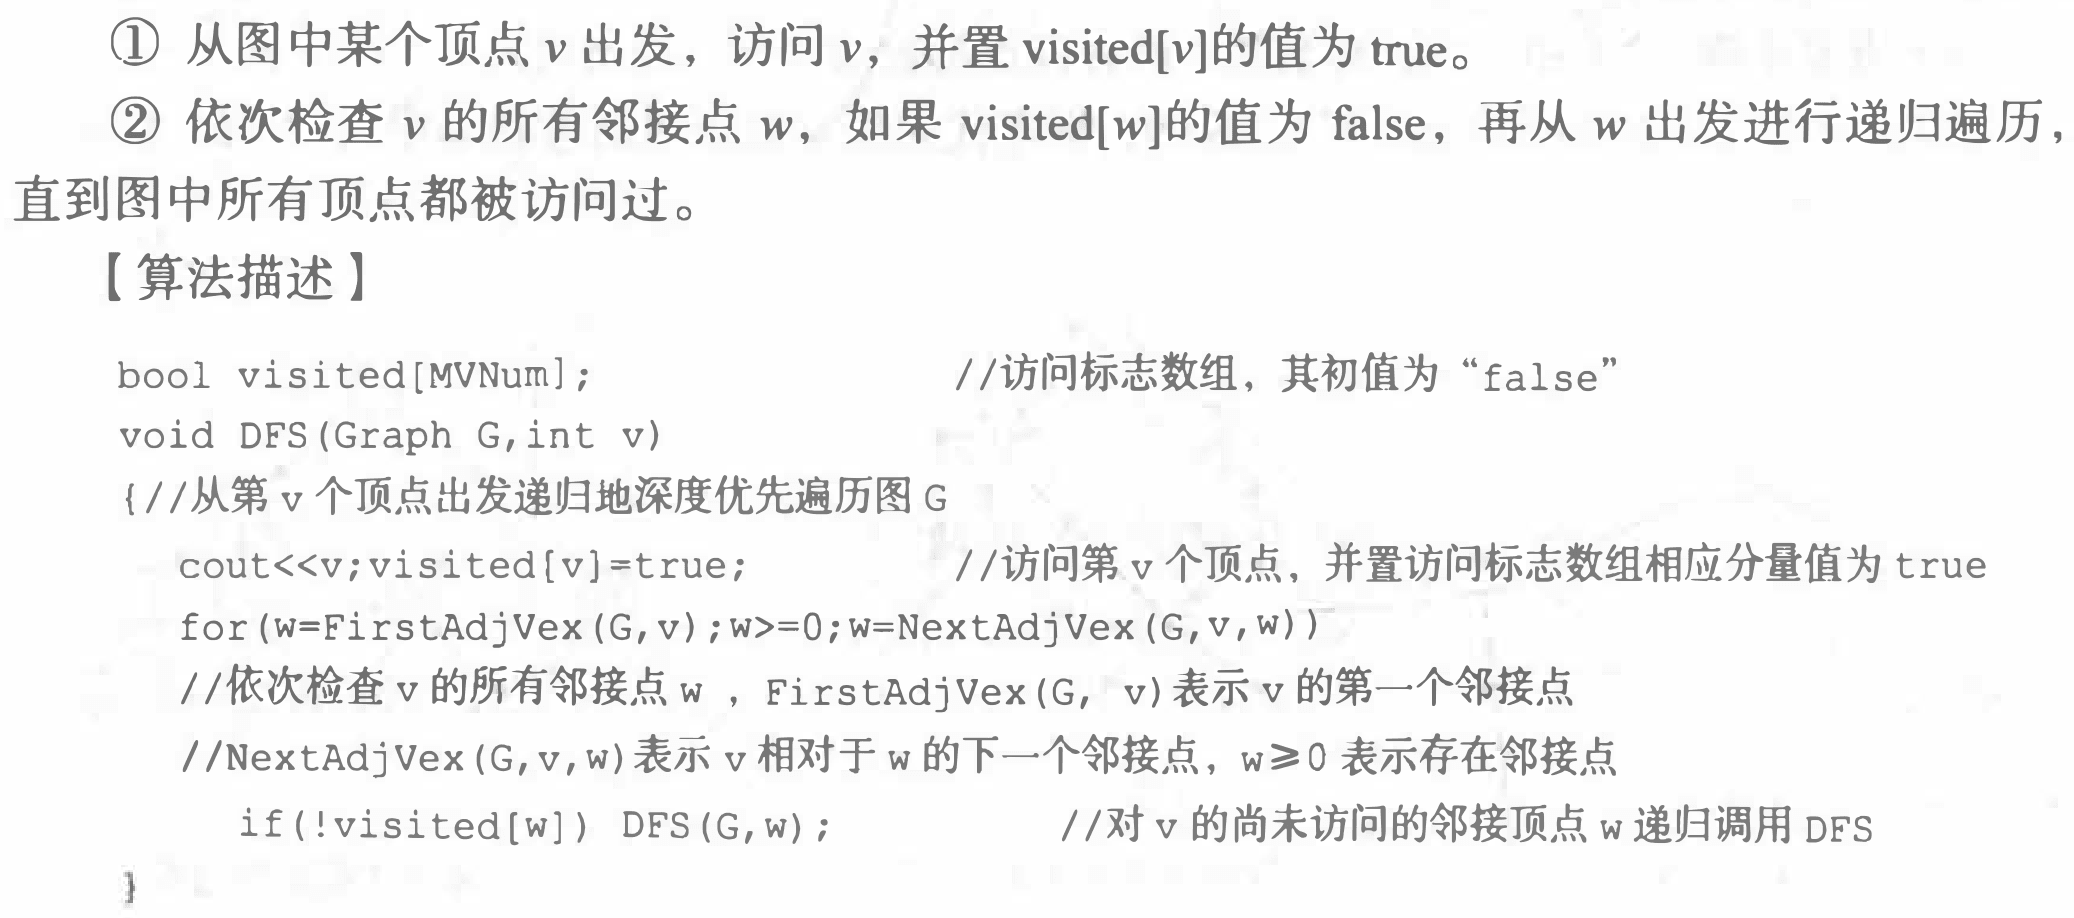 ① 从图中某个顶点 v 出发，访问 v，并置 visited[v]的值为 true。
② 依次检查 v 的所有邻接点 w，如果 visited[w]的值为 false，再从 w 出发进行递归遍历，
直到图中所有顶点都被访问过。
【算法描述】
bool visited[MVNum]; //访问标志数组，其初值为“false”
void DFS(Graph G,int v)
{//从第 v 个顶点出发递归地深度优先遍历图 G
cout<<v;visited[v]=true; //访问第 v 个顶点，并置访问标志数组相应分量值为 true
for(w=FirstAdjVex(G,v);w>=0;w=NextAdjVex(G,v,w))
//依次检查 v 的所有邻接点 w ，FirstAdjVex(G, v)表示 v 的第一个邻接点
//NextAdjVex(G,v,w)表示 v 相对于 w 的下一个邻接点，w≥0 表示存在邻接点
if(!visited[w]) DFS(G,w); //对 v 的尚未访问的邻接顶点 w 递归调用 DFS
}